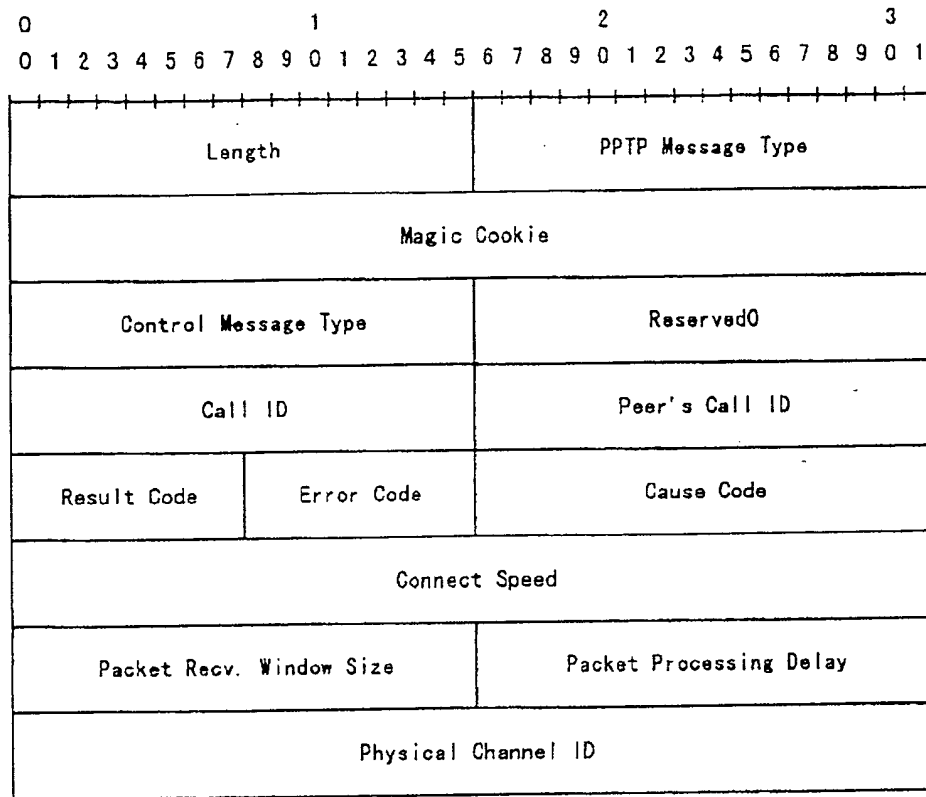 0 1 2 3
0 1 2 3 4 5 6 7 8 9 0 1 2 3 4 5 6 7 8 9 0 1 2 3 4 5 6 7 8 9 0 1
Length PPTP Message Type
Magic Cookie
Control Message Type Reserved0
Call ID Peer's Call ID
Result Code Error Code Cause Code
Connect Speed
Packet Recv. Window Size Packet Processing Delay
Physical Channel ID